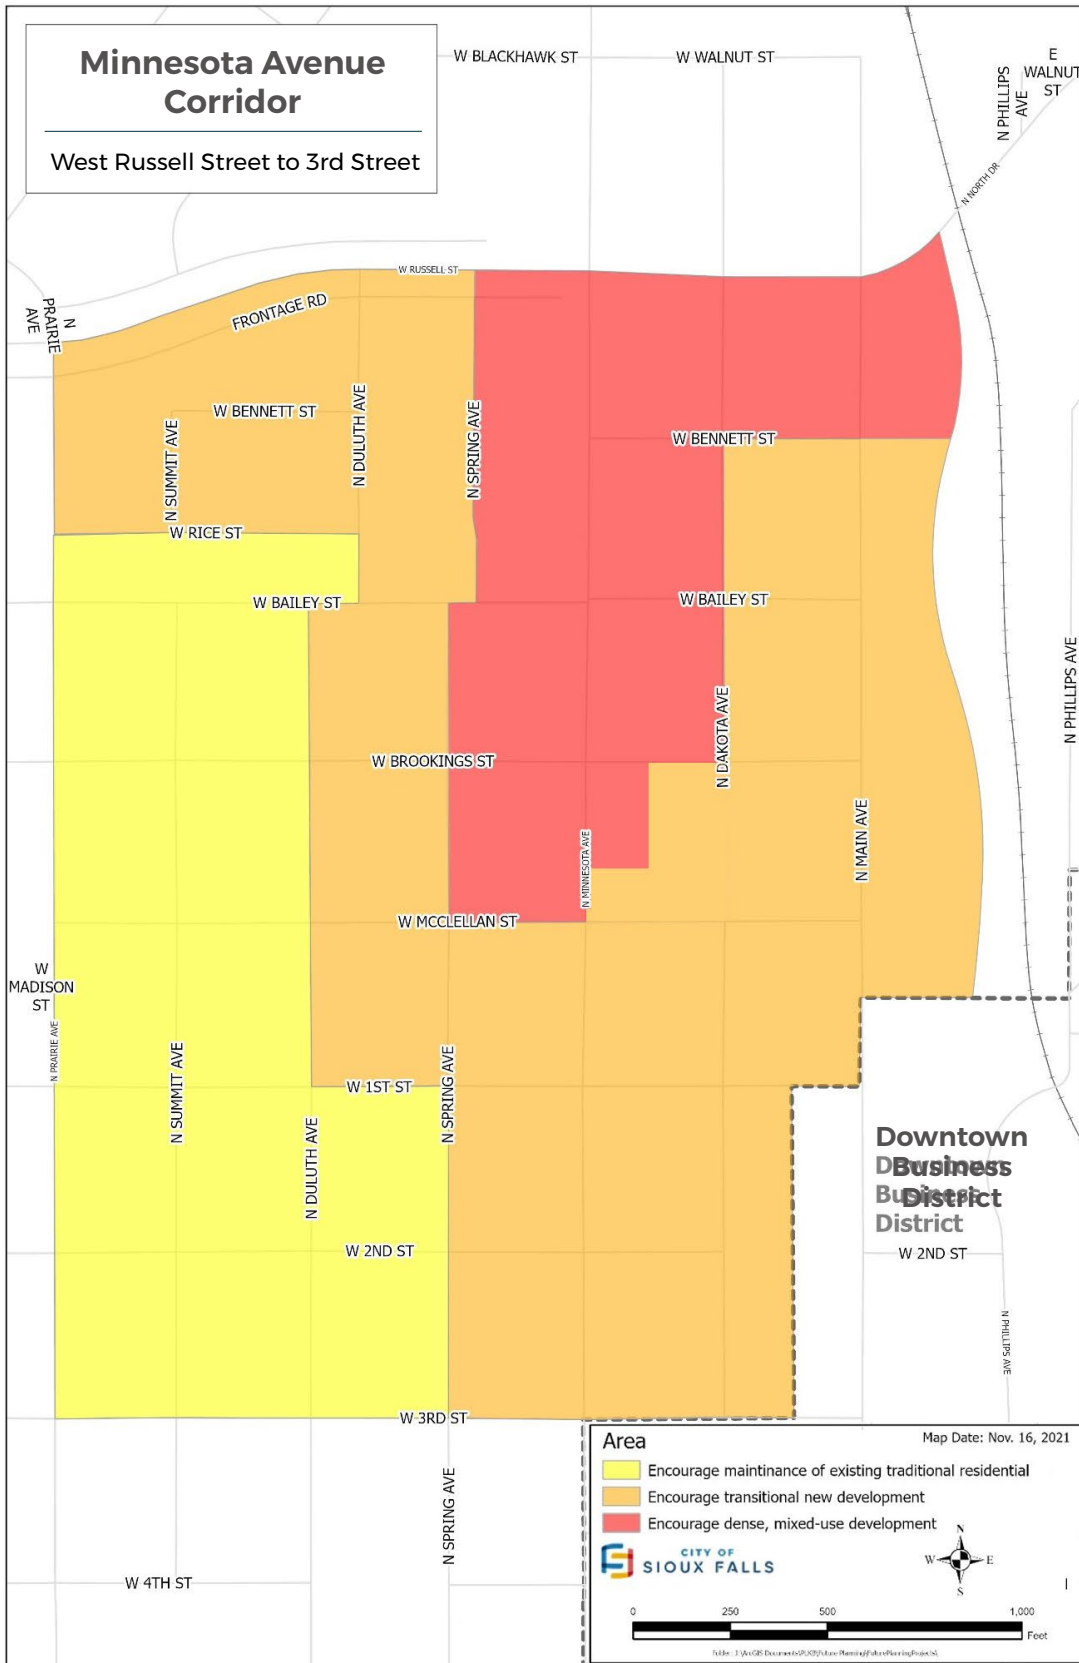 Minnesota Avenue
Corridor
West Russell Street to 3rd Street
W BLACKHAWK ST
W WALNUT ST
E
WALNUT
ST
N PHILLIPS
AVE
N NORTH DR
W RUSSELL ST
FRONTAGE RD
N
PRAIRIE
AVE
W BENNETT ST
N DULUTH AVE
N SUMMIT AVE
N SPRING AVE
W BENNETT ST
W RICE ST
W BAILEY ST
W BAILEY ST
N PHILLIPS AVE
N DAKOTA AVE
W BROOKINGS ST
N MINNESOTA AVE
N MAIN AVE
W MCCLELLAN ST
W
MADISON
ST
N PRAIRIE AVE
N SUMMIT AVE
N SPRING AVE
W 1ST ST
N DULUTH AVE
Downtown
Business
District
Downtown
Business
District
W 2ND ST
W 2ND ST
N PHILLIPS AVE
W 3RD ST
N SPRING AVE
W 4TH ST
Area
Map Date: Nov. 16, 2021
Encourage maintinance of existing traditional residential
Encourage transitional new development
Encourage dense, mixed-use development
CITY OF
SIOUX FALLS
N
W E
S
0 250 500 1,000
Feet